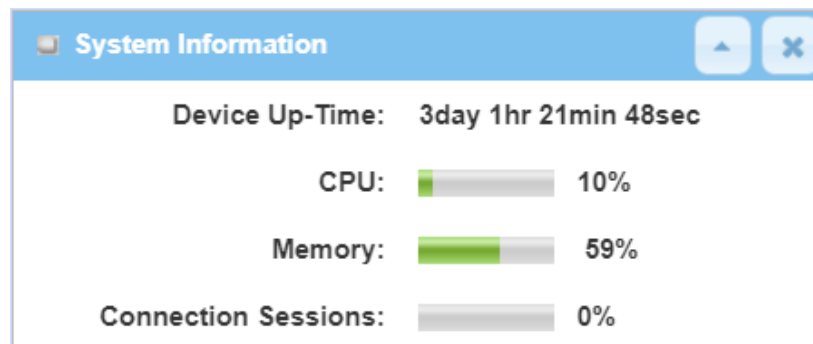 System Information
Device Up-Time: 3day 1hr 21min 48sec
CPU: 10%
Memory: 59%
Connection Sessions: 0%